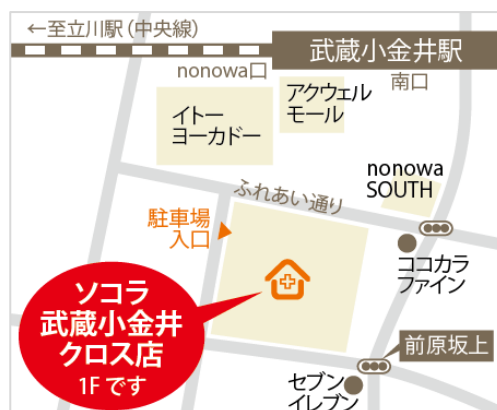 ←至立川駅（中央線）
武蔵小金井駅
nonowa口
南口
アクウェル
モール
イトー
ヨーカドー
nonowa
SOUTH
ふれあい通り
駐車場
入口
ココカラ
ファイン
ソコラ
武蔵小金井
クロス店
1Fです
前原坂上
セブン
イレブン